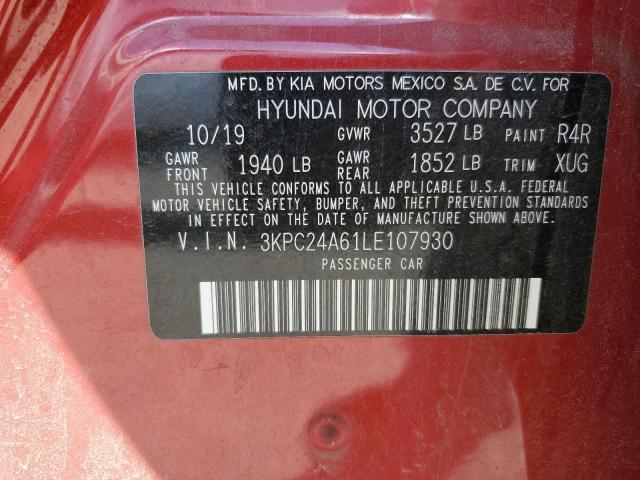 MFD. BY KIA MOTORS MEXICO S.A. DE C.V. FOR
HYUNDAI MOTOR COMPANY
10/19 GVWR 3527 LB PAINT R4R
GAWR FRONT 1940 LB GAWR REAR 1852 LB TRIM XUG
THIS VEHICLE CONFORMS TO ALL APPLICABLE U.S.A. FEDERAL
MOTOR VEHICLE SAFETY, BUMPER, AND THEFT PREVENTION STANDARDS
IN EFFECT ON THE DATE OF MANUFACTURE SHOWN ABOVE.
V.I.N. 3KPC24A61LE107930
PASSENGER CAR